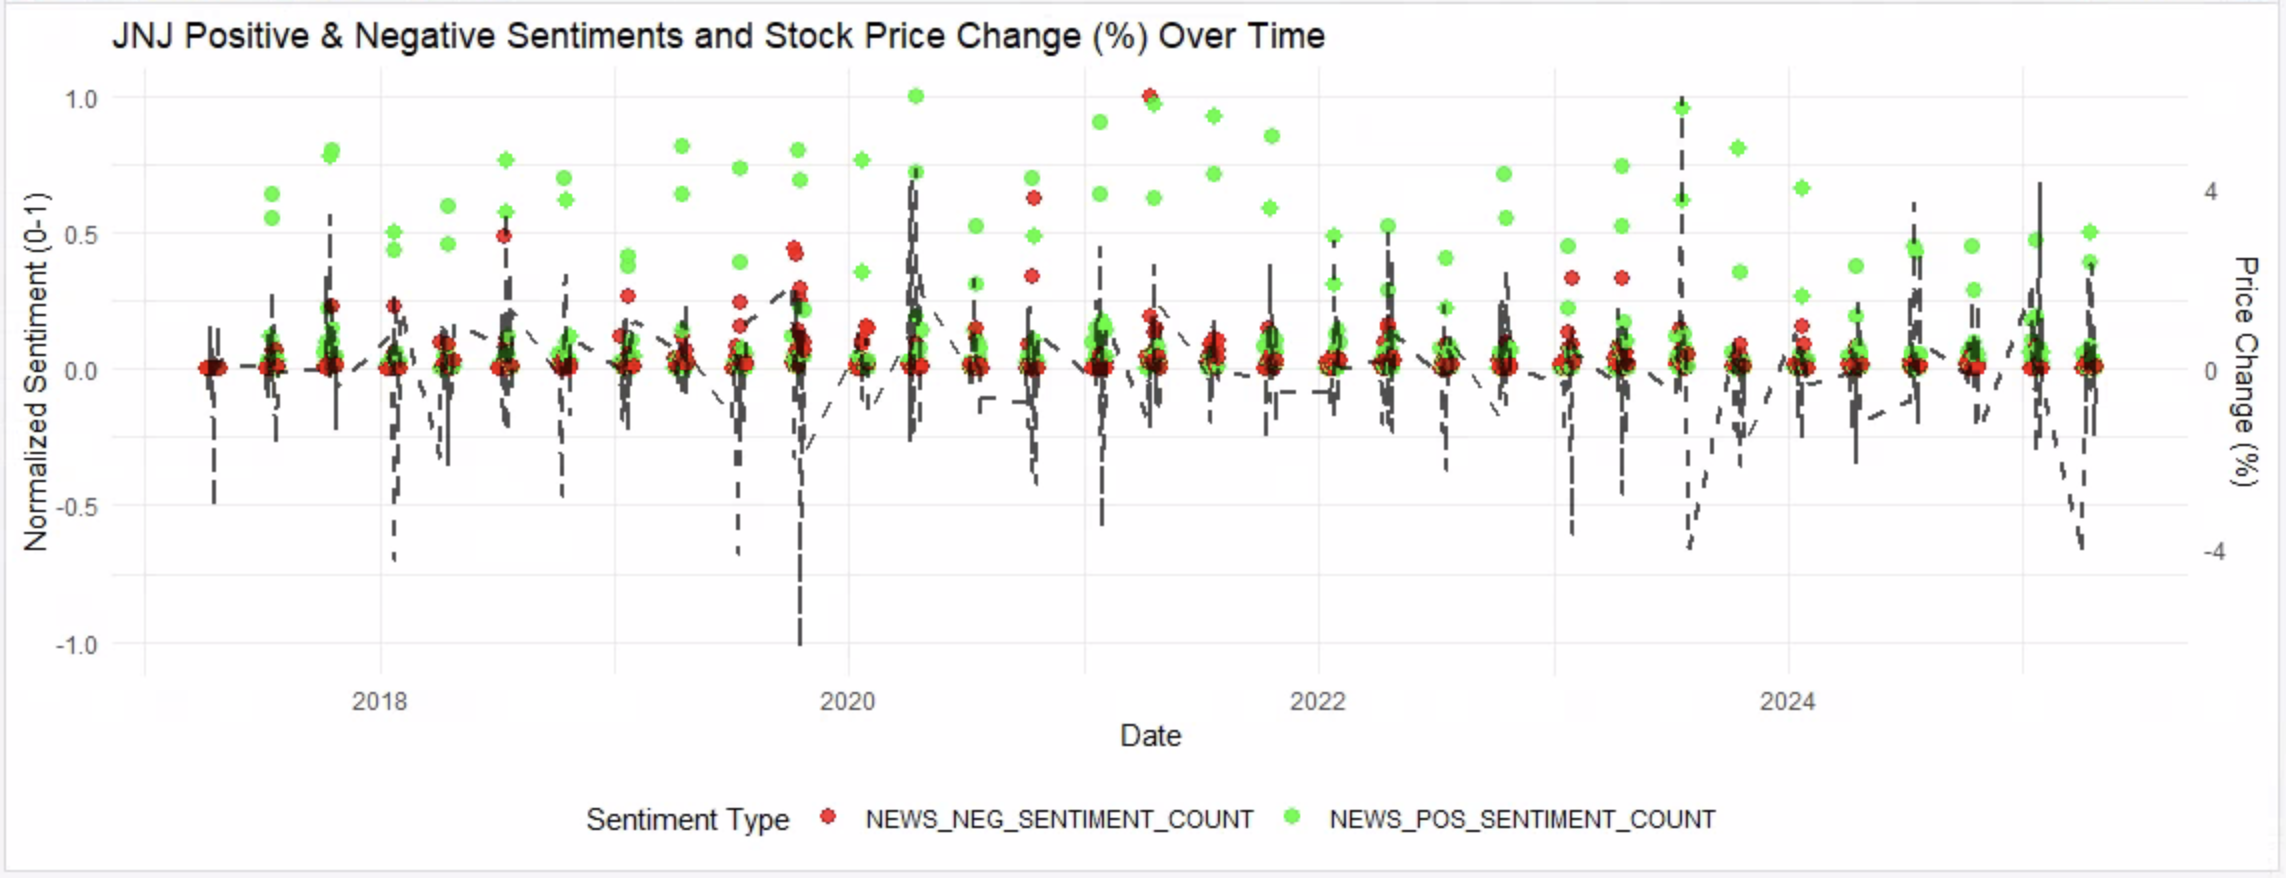 JNJ Positive & Negative Sentiments and Stock Price Change (%) Over Time
Normalized Sentiment (0-1)
1.0
0.5
0.0
-0.5
-1.0
4
0
-4
Price Change (%)
2018
2020
2022
2024
Date
Sentiment Type
NEWS_NEG_SENTIMENT_COUNT
NEWS_POS_SENTIMENT_COUNT